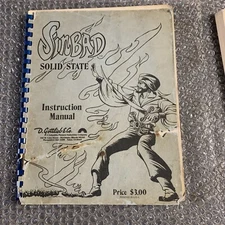 SINBAD
SOLID STATE
Instruction
Manual
D. Gottlieb & Co.
Price $3.00